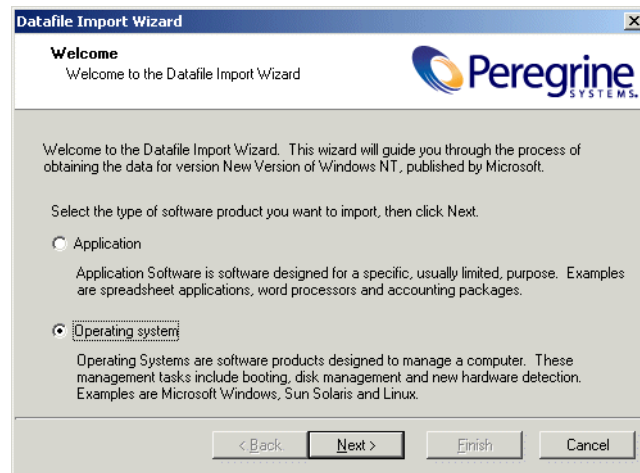 Datafile Import Wizard
Welcome
Welcome to the Datafile Import Wizard
Peregrine
SYSTEMS.
Welcome to the Datafile Import Wizard. This wizard will guide you through the process of
obtaining the data for version New Version of Windows NT, published by Microsoft.
Select the type of software product you want to import, then click Next.
Application
Application Software is software designed for a specific, usually limited, purpose. Examples
are spreadsheet applications, word processors and accounting packages.
Operating system
Operating Systems are software products designed to manage a computer. These
management tasks include booting, disk management and new hardware detection.
Examples are Microsoft Windows, Sun Solaris and Linux.
< Back Next > Finish Cancel